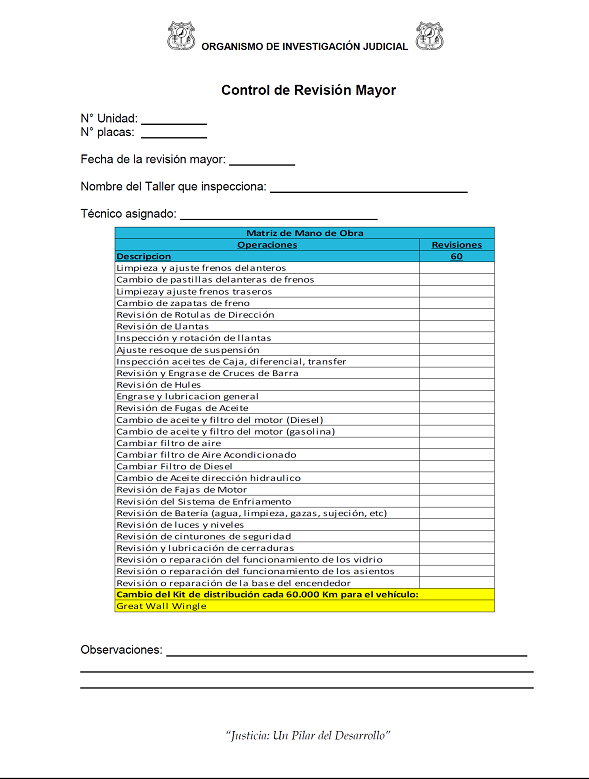 ORGANISMO DE INVESTIGACIÓN JUDICIAL
Control de Revisión Mayor
N° Unidad: __________
N° placas: __________
Fecha de la revisión mayor: __________
Nombre del Taller que inspecciona: ______________________________
Técnico asignado: ______________________________
Matriz de Mano de Obra
Operaciones Revisiones
Descripcion 60
Limpieza y ajuste frenos delanteros
Cambio de pastillas delanteras de frenos
Limpiezay ajuste frenos traseros
Cambio de zapatas de freno
Revisión de Rotulas de Dirección
Revisión de Llantas
Inspección y rotación de llantas
Ajuste resoque de suspensión
Inspección aceites de Caja, diferencial, transfer
Revisión y Engrase de Cruces de Barra
Revisión de Hules
Engrase y lubricacion general
Revisión de Fugas de Aceite
Cambio de aceite y filtro del motor (Diesel)
Cambio de aceite y filtro del motor (gasolina)
Cambiar filtro de aire
Cambiar filtro de Aire Acondicionado
Cambiar Filtro de Diesel
Cambio de Aceite dirección hidraulico
Revisión de Fajas de Motor
Revisión del Sistema de Enfriamento
Revisión de Batería (agua, limpieza, gazas, sujeción, etc)
Revisión de luces y niveles
Revisión de cinturones de seguridad
Revisión y lubricación de cerraduras
Revisión o reparación del funcionamiento de los vidrio
Revisión o reparación del funcionamiento de los asientos
Revisión o reparación de la base del encendedor
Cambio del Kit de distribución cada 60.000 Km para el vehículo:
Great Wall Wingle
Observaciones: ______________________________
“Justicia: Un Pilar del Desarrollo”